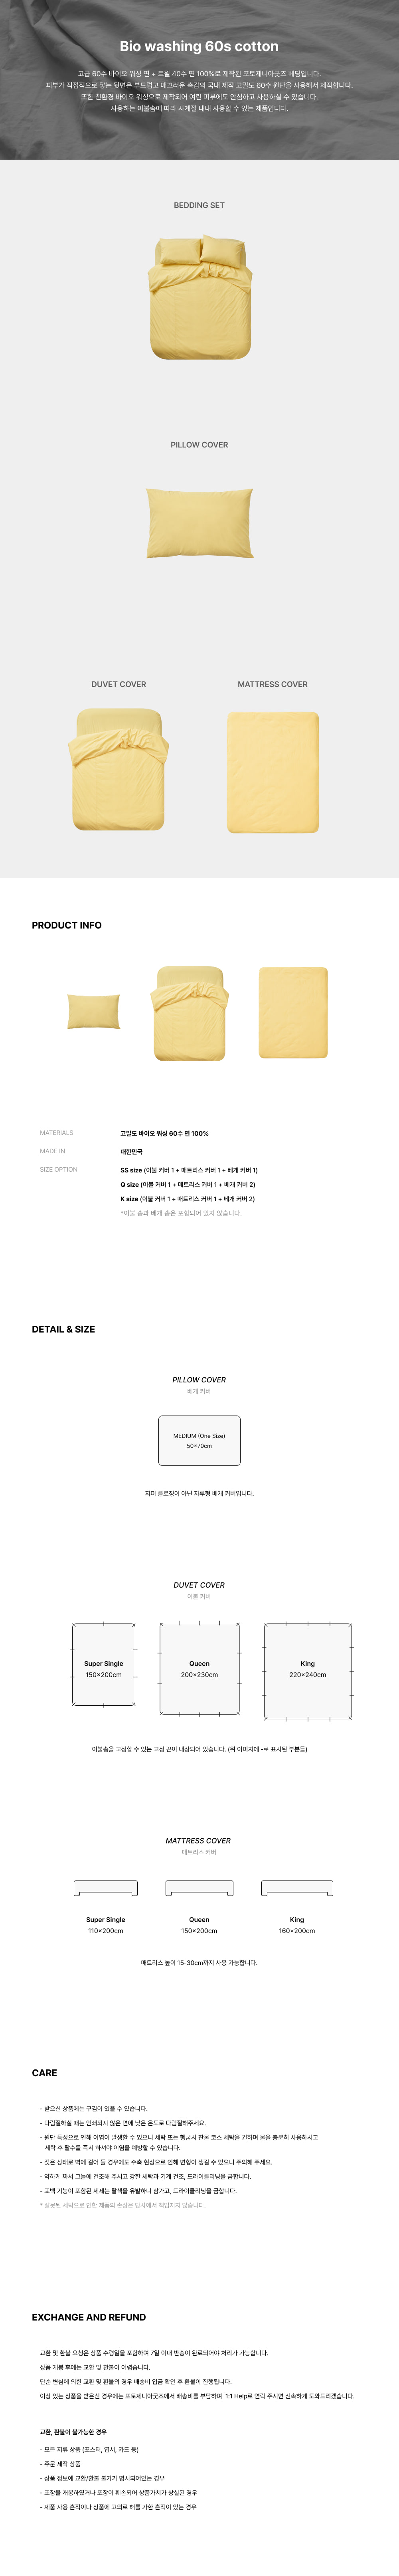 Bio washing 60s cotton
고급 60수 바이오 워싱 면 + 트윌 40수 면 100%로 제작된 포토제니아굿즈 베딩입니다.
피부가 직접적으로 닿는 뒷면은 부드럽고 매끄러운 촉감의 국내 제작 고밀도 60수 원단을 사용해서 제작합니다.
또한 친환경 바이오 워싱으로 제작되어 여린 피부에도 안심하고 사용하실 수 있습니다.
사용하는 이불솜에 따라 사계절 내내 사용할 수 있는 제품입니다.
BEDDING SET
PILLOW COVER
DUVET COVER
MATTRESS COVER
PRODUCT INFO
MATERIALS 고밀도 바이오 워싱 60수 면 100%
MADE IN 대한민국
SIZE OPTION SS size (이불 커버 1 + 매트리스 커버 1 + 베개 커버 1)
Q size (이불 커버 1 + 매트리스 커버 1 + 베개 커버 2)
K size (이불 커버 1 + 매트리스 커버 1 + 베개 커버 2)
*이불 솜과 베개 솜은 포함되어 있지 않습니다.
DETAIL & SIZE
PILLOW COVER
베개 커버
MEDIUM (One Size)
50×70cm
지퍼 클로징이 아닌 자루형 베개 커버입니다.
DUVET COVER
이불 커버
Super Single Queen King
150×200cm 200×230cm 220×240cm
이불솜을 고정할 수 있는 고정 끈이 내장되어 있습니다. (위 이미지에 -로 표시된 부분들)
MATTRESS COVER
매트리스 커버
Super Single Queen King
110×200cm 150×200cm 160×200cm
매트리스 높이 15-30cm까지 사용 가능합니다.
CARE
- 받으신 상품에는 구김이 있을 수 있습니다.
- 다림질하실 때는 인쇄되지 않은 면에 낮은 온도로 다림질해주세요.
- 원단 특성으로 인해 이염이 발생할 수 있으니 세탁 또는 헹굼시 찬물 코스 세탁을 권하며 물을 충분히 사용하시고
세탁 후 탈수를 즉시 하셔야 이염을 예방할 수 있습니다.
- 젖은 상태로 벽에 걸어 둘 경우에도 수축 현상으로 인해 변형이 생길 수 있으니 주의해 주세요.
- 약하게 짜서 그늘에 건조해 주시고 강한 세탁과 기계 건조, 드라이클리닝을 금합니다.
- 표백 기능이 포함된 세제는 탈색을 유발하니 삼가고, 드라이클리닝을 금합니다.
* 잘못된 세탁으로 인한 제품의 손상은 당사에서 책임지지 않습니다.
EXCHANGE AND REFUND
교환 및 환불 요청은 상품 수령일을 포함하여 7일 이내 반송이 완료되어야 처리가 가능합니다.
상품 개봉 후에는 교환 및 환불이 어렵습니다.
단순 변심에 의한 교환 및 환불의 경우 배송비 입금 확인 후 환불이 진행됩니다.
이상 있는 상품을 받은신 경우에는 포토제니아굿즈에서 배송비를 부담하며 1:1 Help로 연락 주시면 신속하게 도와드리겠습니다.
교환, 환불이 불가능한 경우
- 모든 지류 상품 (포스터, 엽서, 카드 등)
- 주문 제작 상품
- 상품 정보에 교환/환불 불가가 명시되어있는 경우
- 포장을 개봉하였거나 포장이 훼손되어 상품가치가 상실된 경우
- 제품 사용 흔적이나 상품에 고의로 해를 가한 흔적이 있는 경우